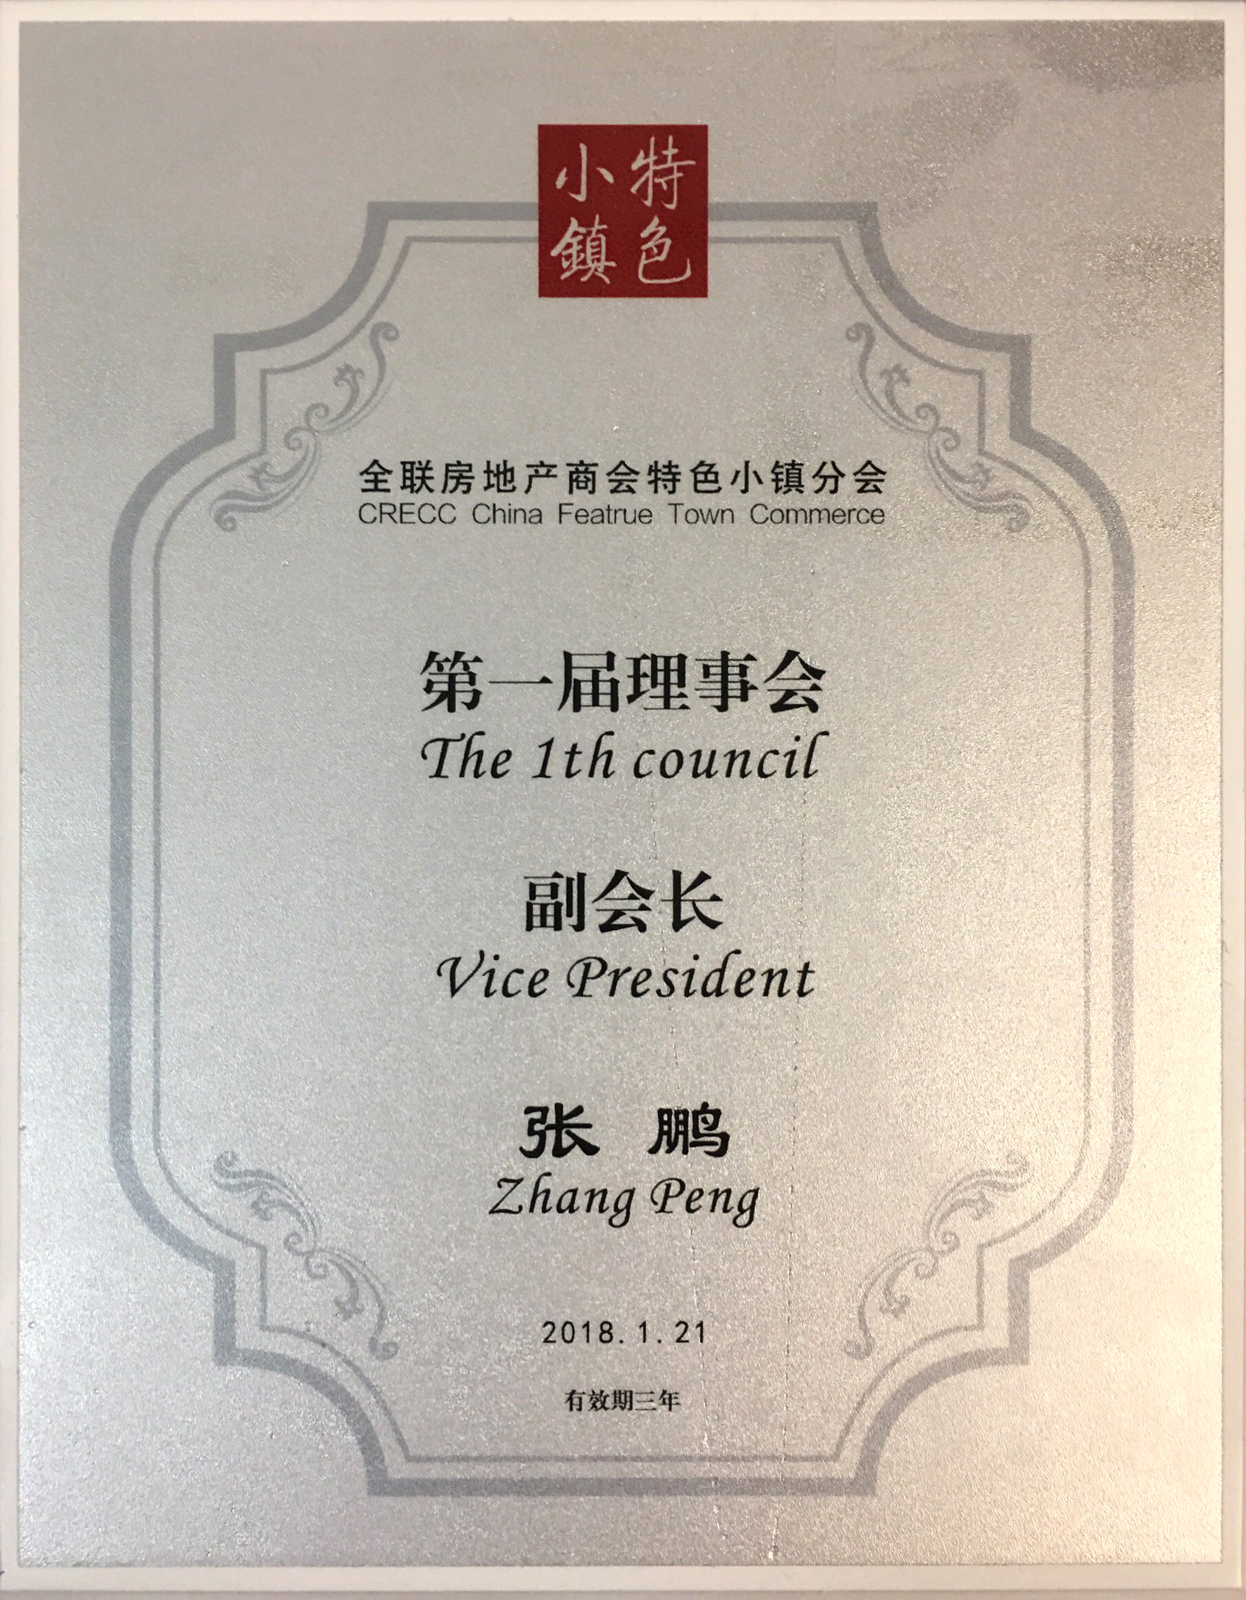 特色
小鎮
全联房地产商会特色小镇分会
CRECC China Featrue Town Commerce
第一届理事会
The 1th council
副会长
Vice President
张 鹏
Zhang Peng
2018.1.21
有效期三年